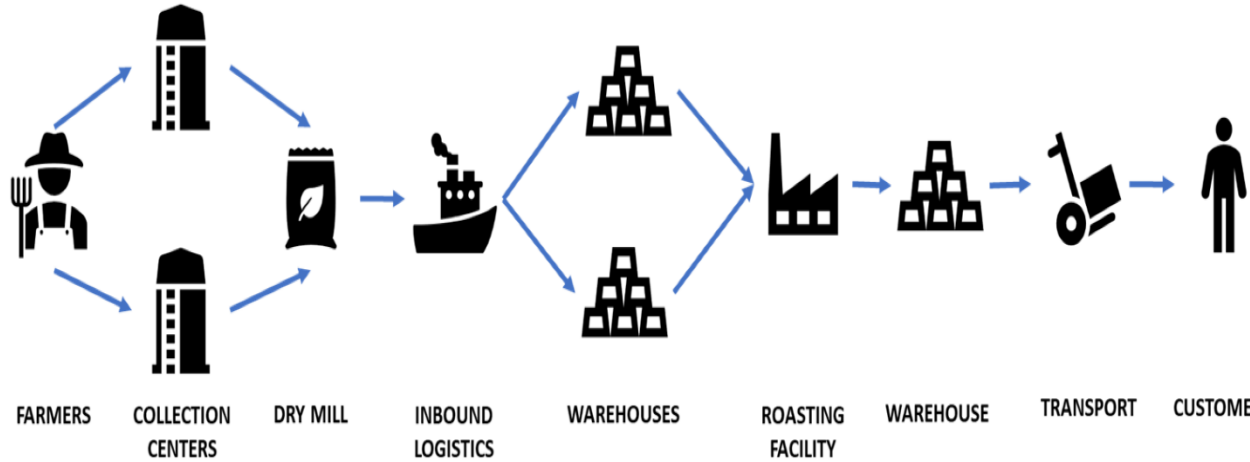 FARMERS
COLLECTION
CENTERS
DRY MILL
INBOUND
LOGISTICS
WAREHOUSES
ROASTING
FACILITY
WAREHOUSE
TRANSPORT
CUSTOME